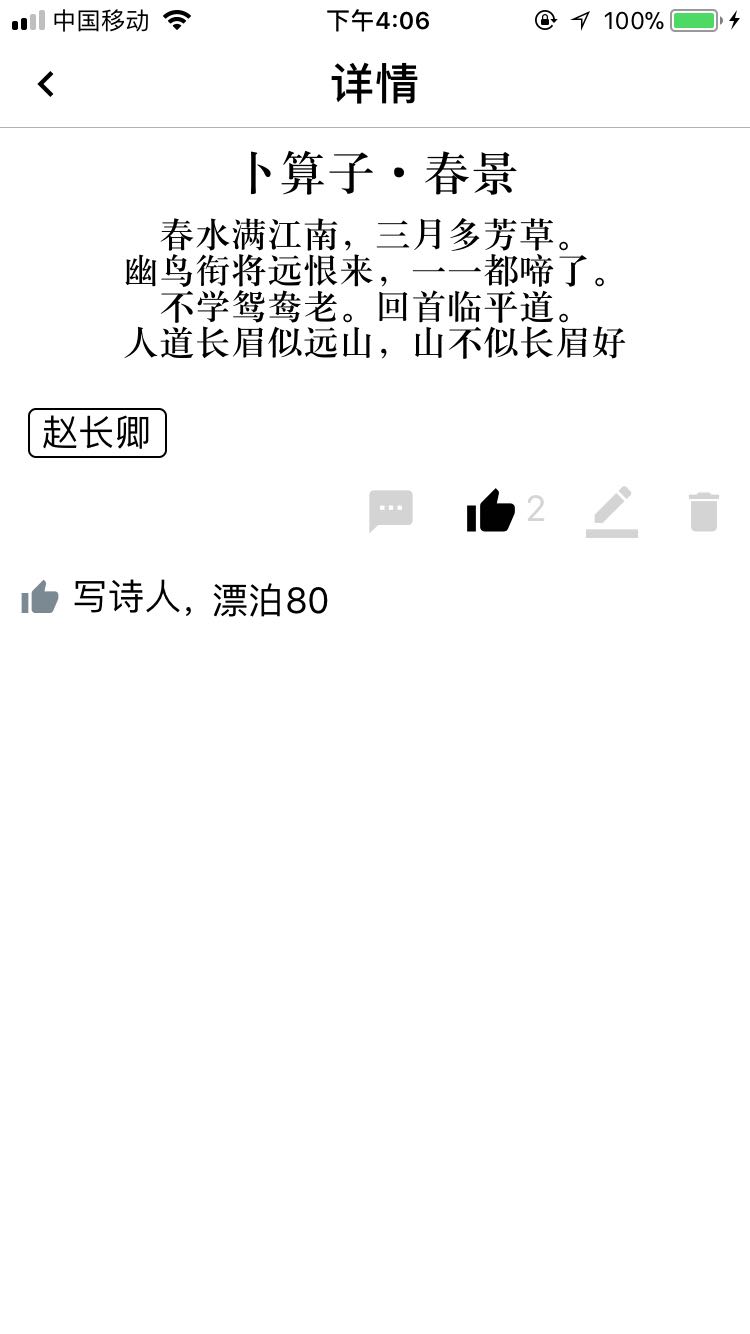 中国移动 下午4:06 100%
详情
卜算子·春景
春水满江南，三月多芳草。
幽鸟衔将远恨来，一一都啼了。
不学鸳鸯老。回首临平道。
人道长眉似远山，山不似长眉好
赵长卿
2
写诗人，漂泊80